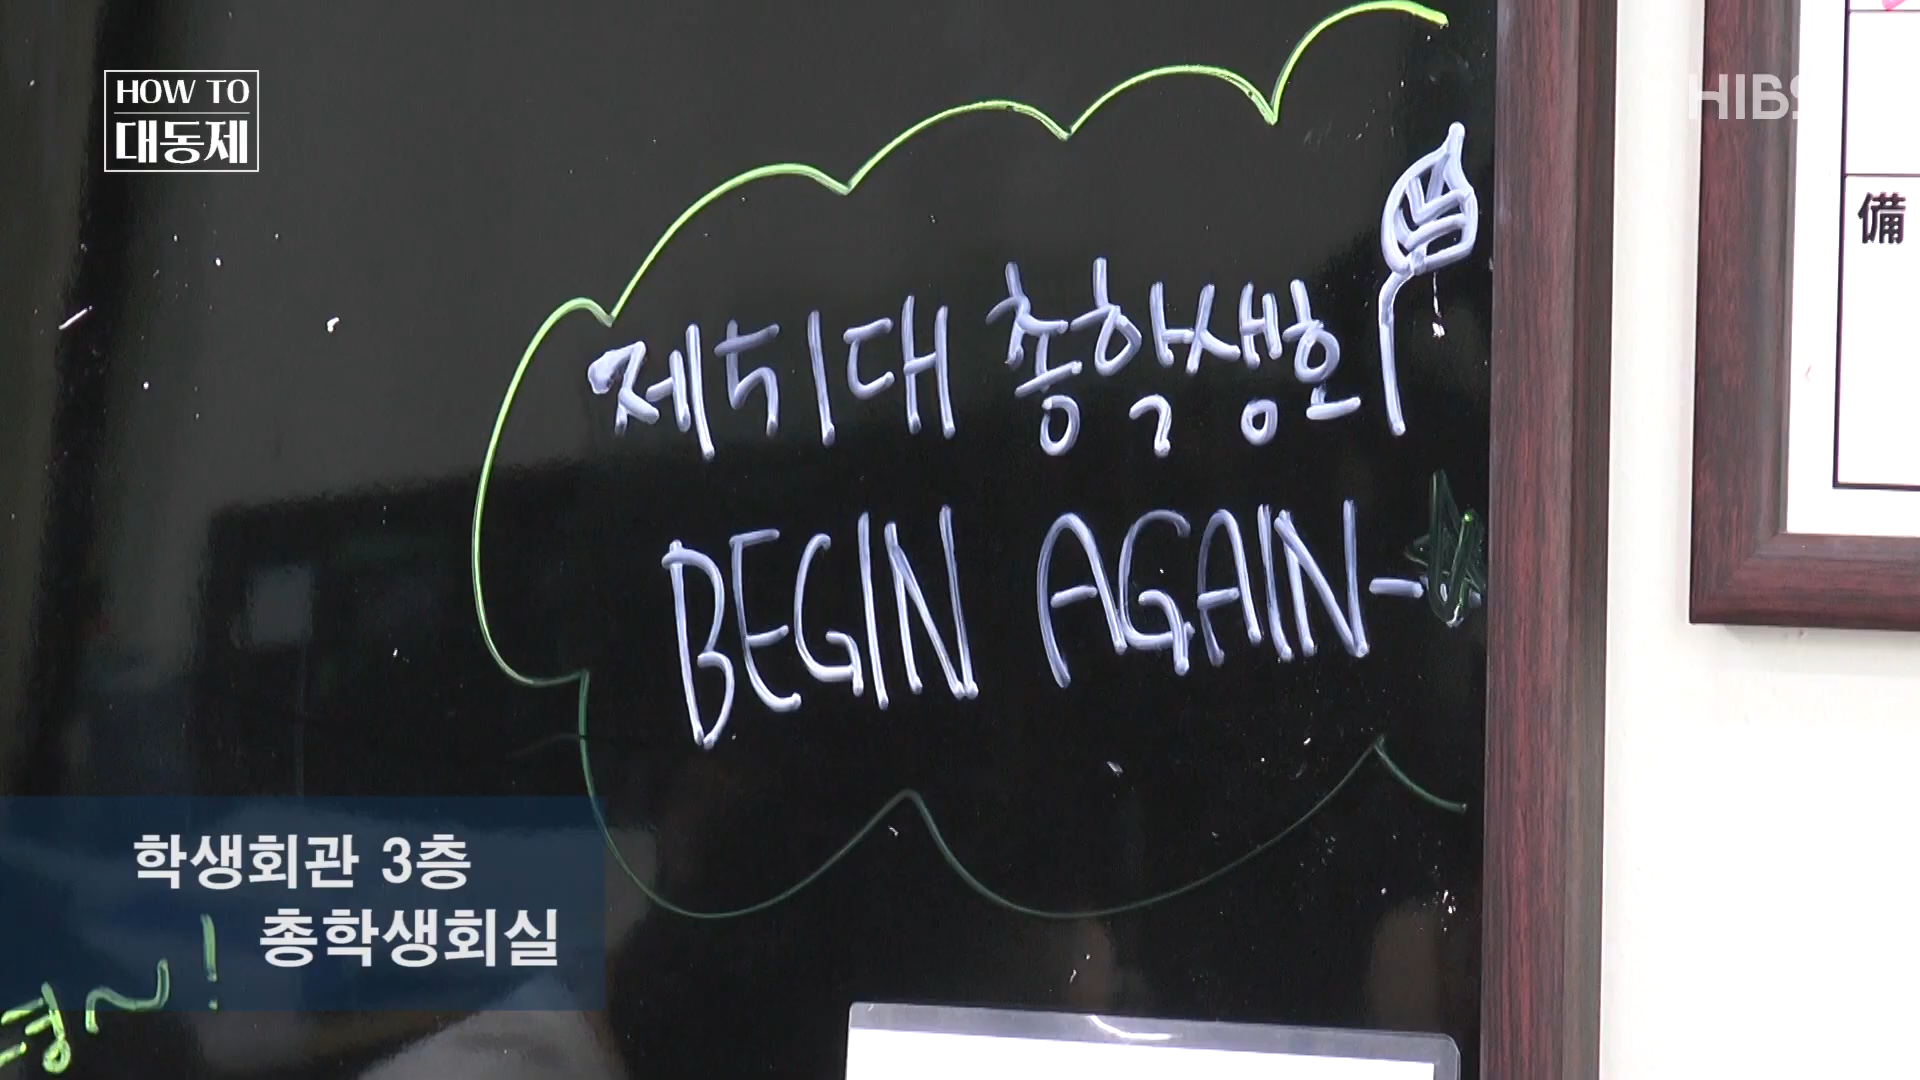 HOW TO
대동제
HIBS
備
제51대 총학생회
BEGIN AGAIN-
학생회관 3층
총학생회실